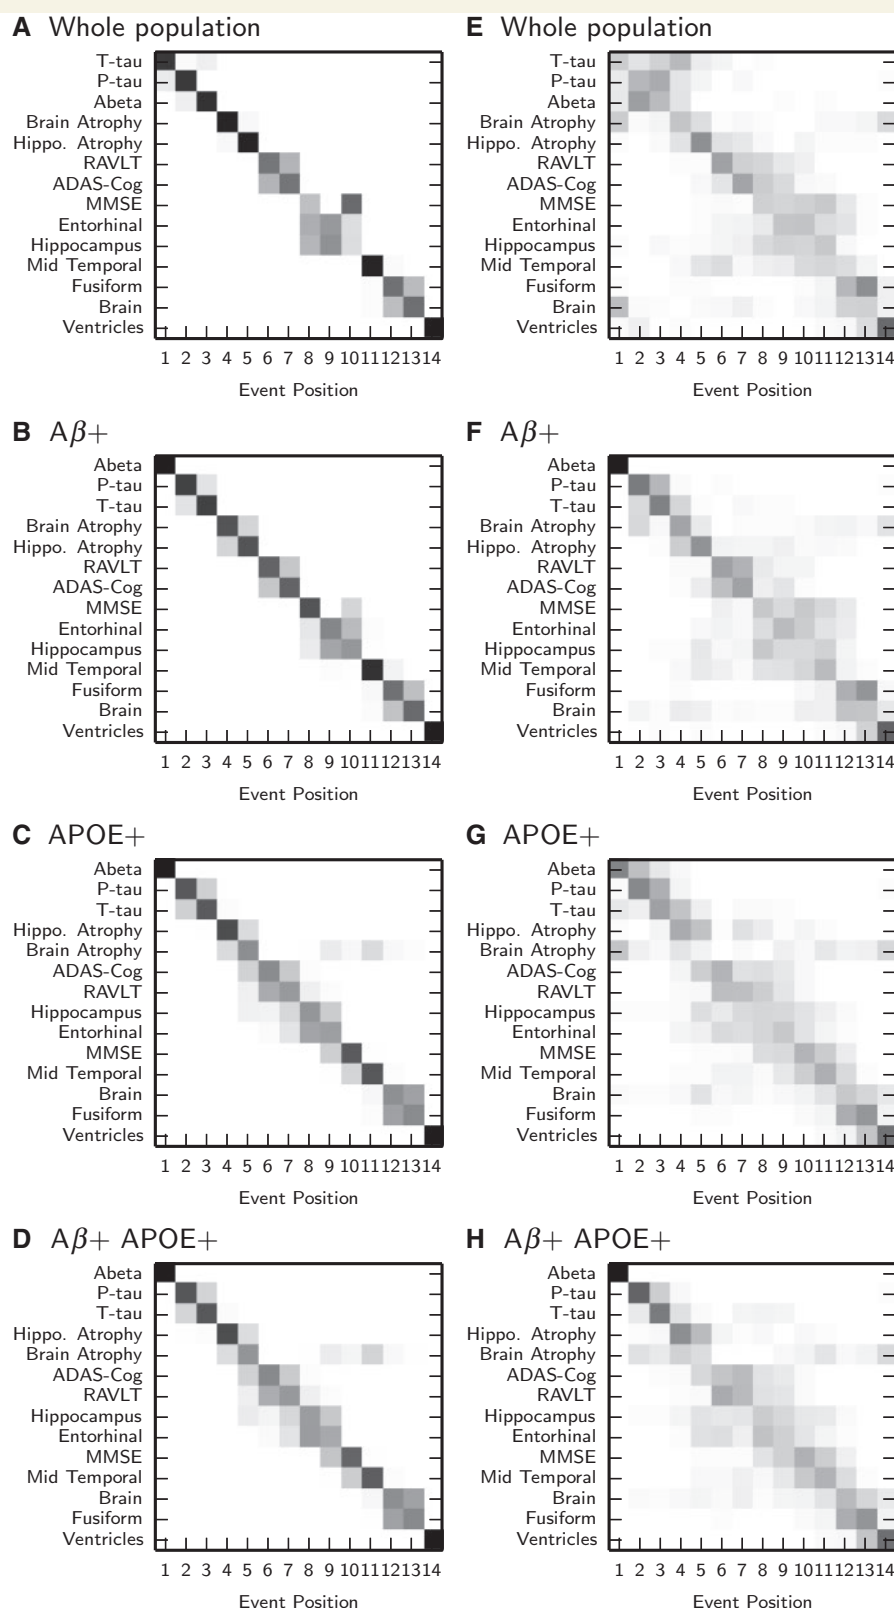 A Whole population
T-tau
P-tau
Abeta
Brain Atrophy
Hippo. Atrophy
RAVLT
ADAS-Cog
MMSE
Entorhinal
Hippocampus
Mid Temporal
Fusiform
Brain
Ventricles
1 2 3 4 5 6 7 8 9 10 11 12 13 14
Event Position
E Whole population
T-tau
P-tau
Abeta
Brain Atrophy
Hippo. Atrophy
RAVLT
ADAS-Cog
MMSE
Entorhinal
Hippocampus
Mid Temporal
Fusiform
Brain
Ventricles
1 2 3 4 5 6 7 8 9 10 11 12 13 14
Event Position
B Aβ+
Abeta
P-tau
T-tau
Brain Atrophy
Hippo. Atrophy
RAVLT
ADAS-Cog
MMSE
Entorhinal
Hippocampus
Mid Temporal
Fusiform
Brain
Ventricles
1 2 3 4 5 6 7 8 9 10 11 12 13 14
Event Position
F Aβ+
Abeta
P-tau
T-tau
Brain Atrophy
Hippo. Atrophy
RAVLT
ADAS-Cog
MMSE
Entorhinal
Hippocampus
Mid Temporal
Fusiform
Brain
Ventricles
1 2 3 4 5 6 7 8 9 10 11 12 13 14
Event Position
C APOE+
Abeta
P-tau
T-tau
Hippo. Atrophy
Brain Atrophy
ADAS-Cog
RAVLT
Hippocampus
Entorhinal
MMSE
Mid Temporal
Brain
Fusiform
Ventricles
1 2 3 4 5 6 7 8 9 10 11 12 13 14
Event Position
G APOE+
Abeta
P-tau
T-tau
Hippo. Atrophy
Brain Atrophy
ADAS-Cog
RAVLT
Hippocampus
Entorhinal
MMSE
Mid Temporal
Brain
Fusiform
Ventricles
1 2 3 4 5 6 7 8 9 10 11 12 13 14
Event Position
D Aβ+ APOE+
Abeta
P-tau
T-tau
Hippo. Atrophy
Brain Atrophy
ADAS-Cog
RAVLT
Hippocampus
Entorhinal
MMSE
Mid Temporal
Brain
Fusiform
Ventricles
1 2 3 4 5 6 7 8 9 10 11 12 13 14
Event Position
H Aβ+ APOE+
Abeta
P-tau
T-tau
Hippo. Atrophy
Brain Atrophy
ADAS-Cog
RAVLT
Hippocampus
Entorhinal
MMSE
Mid Temporal
Brain
Fusiform
Ventricles
1 2 3 4 5 6 7 8 9 10 11 12 13 14
Event Position